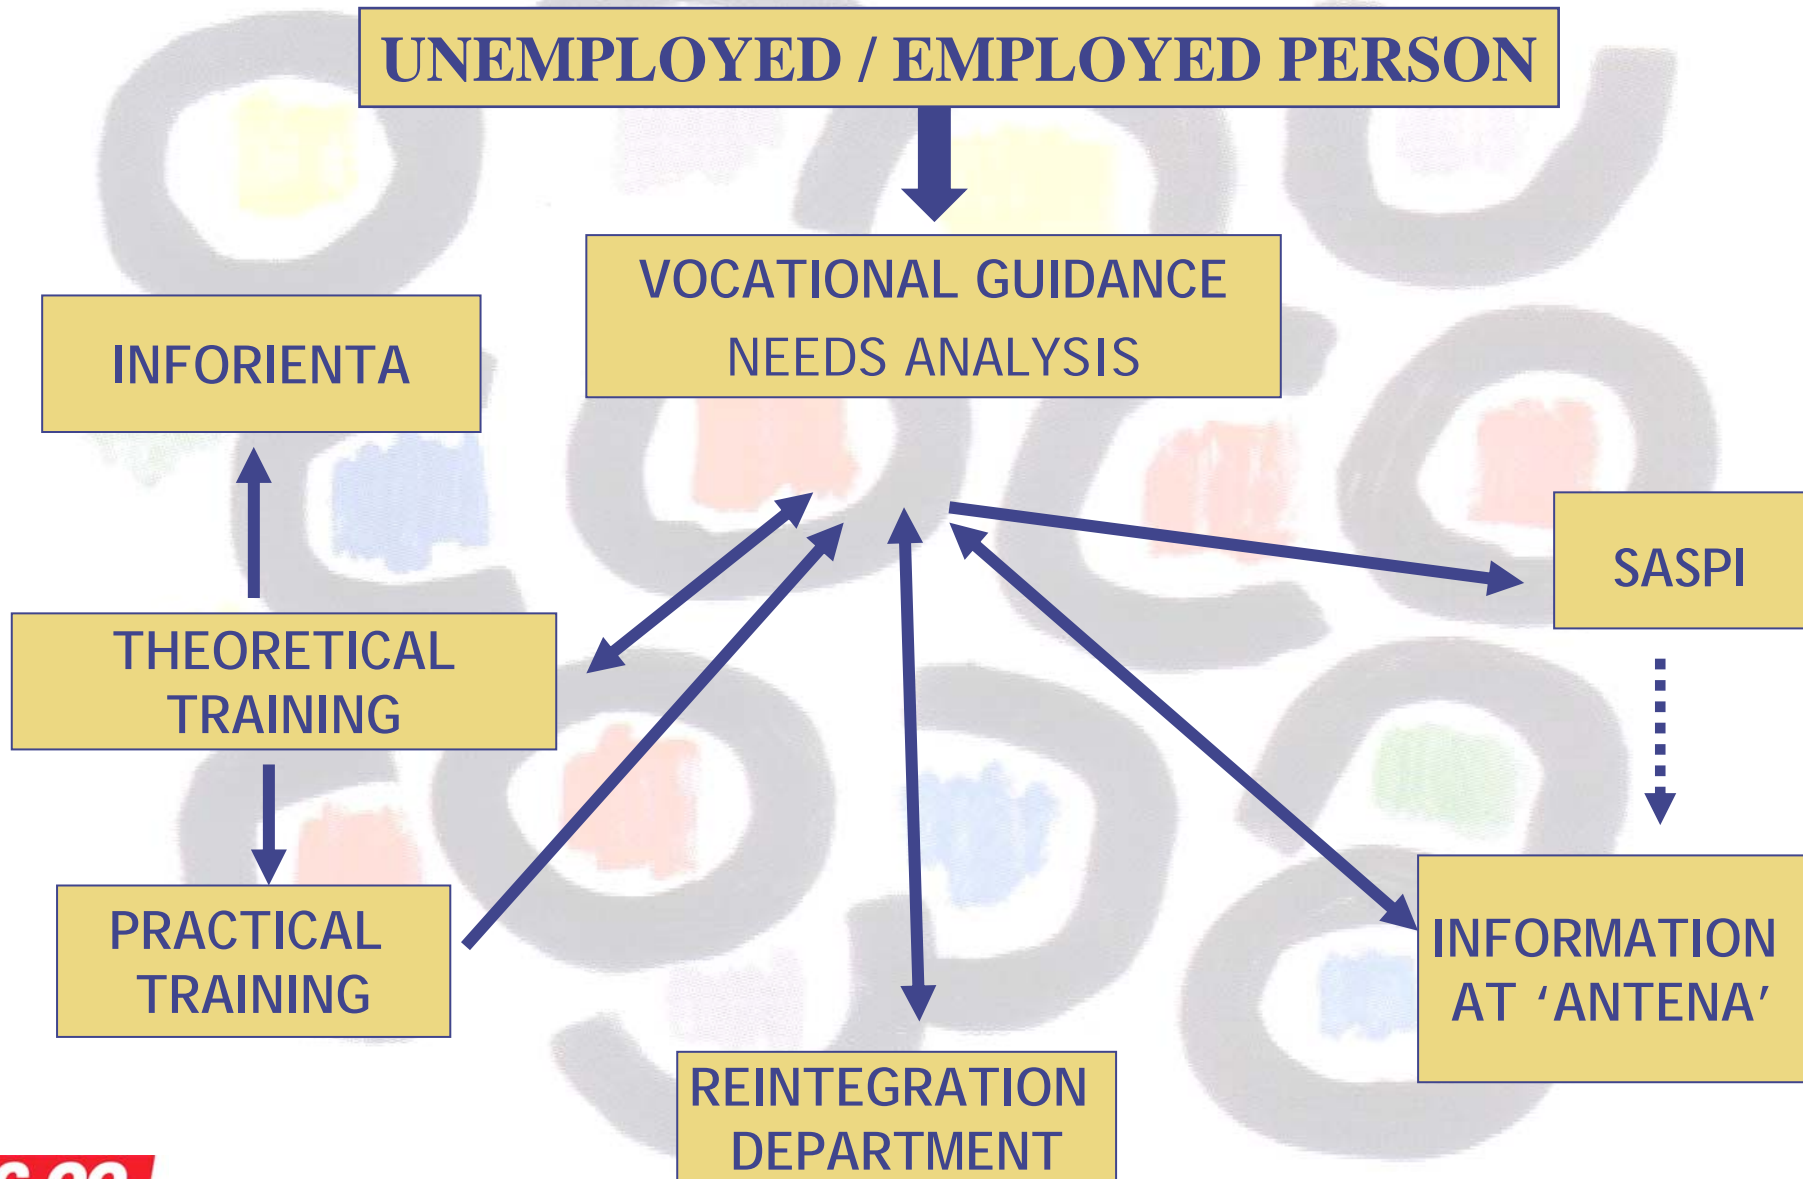 UNEMPLOYED / EMPLOYED PERSON
VOCATIONAL GUIDANCE
NEEDS ANALYSIS
INFORIENTA
SASPI
THEORETICAL
TRAINING
PRACTICAL
TRAINING
INFORMATION
AT ‘ANTENA’
REINTEGRATION
DEPARTMENT